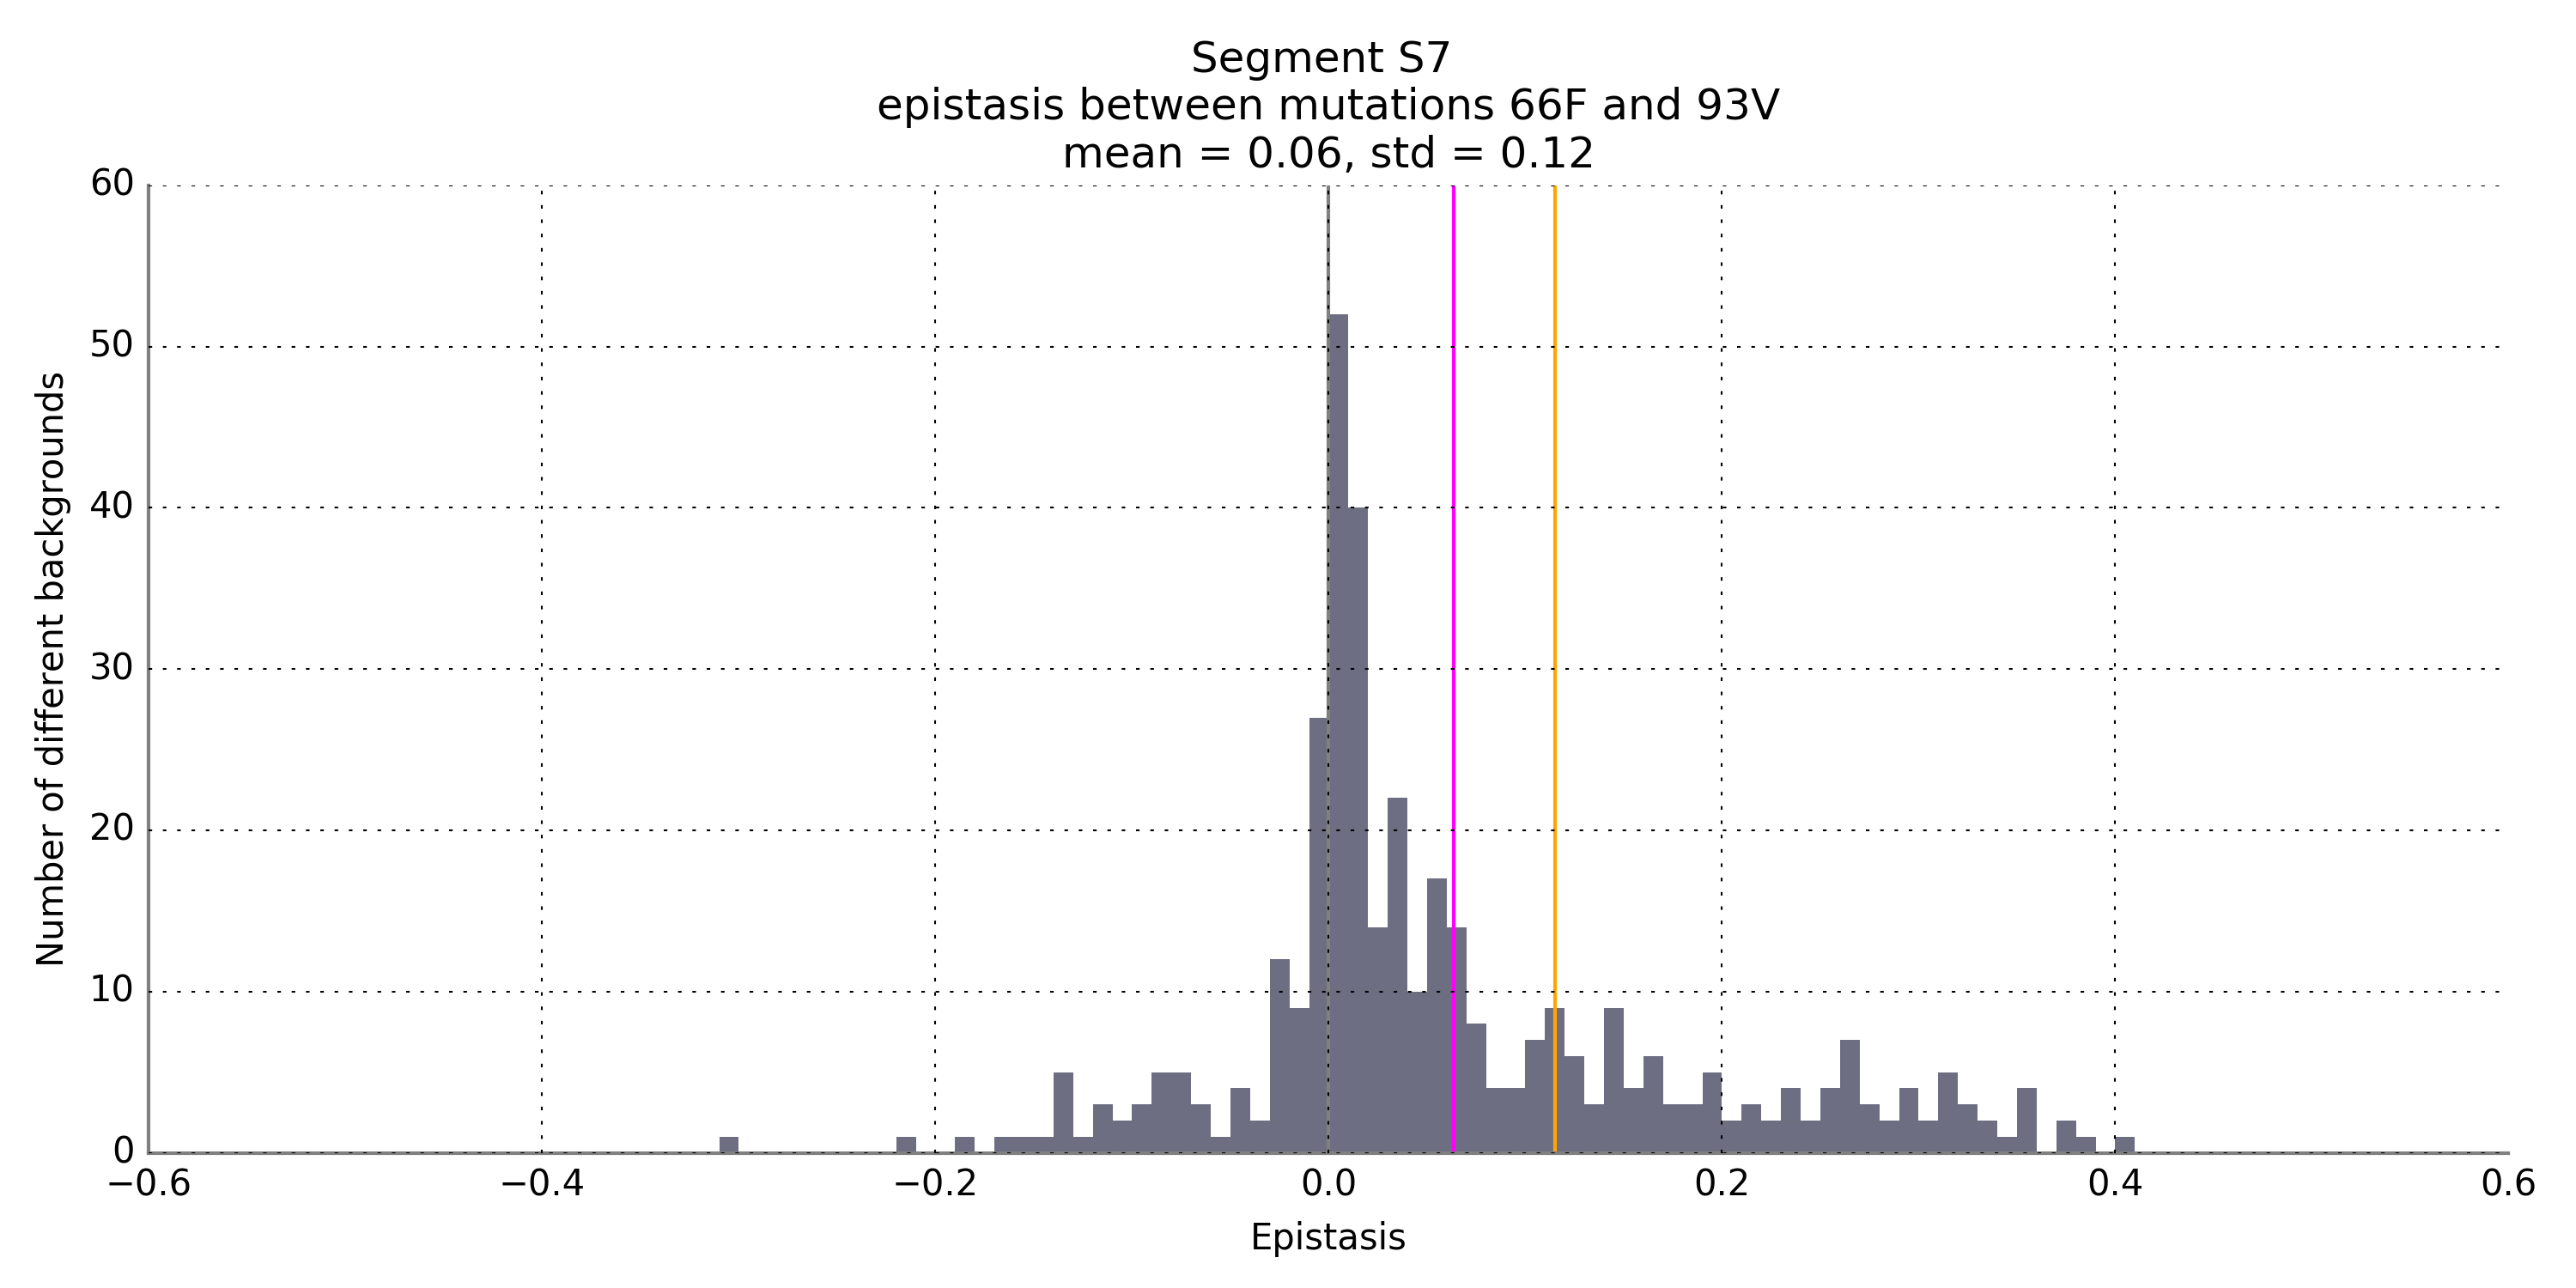 Segment S7
epistasis between mutations 66F and 93V
mean = 0.06, std = 0.12
Number of different backgrounds
60
50
40
30
20
10
0
−0.6 −0.4 −0.2 0.0 0.2 0.4 0.6
Epistasis